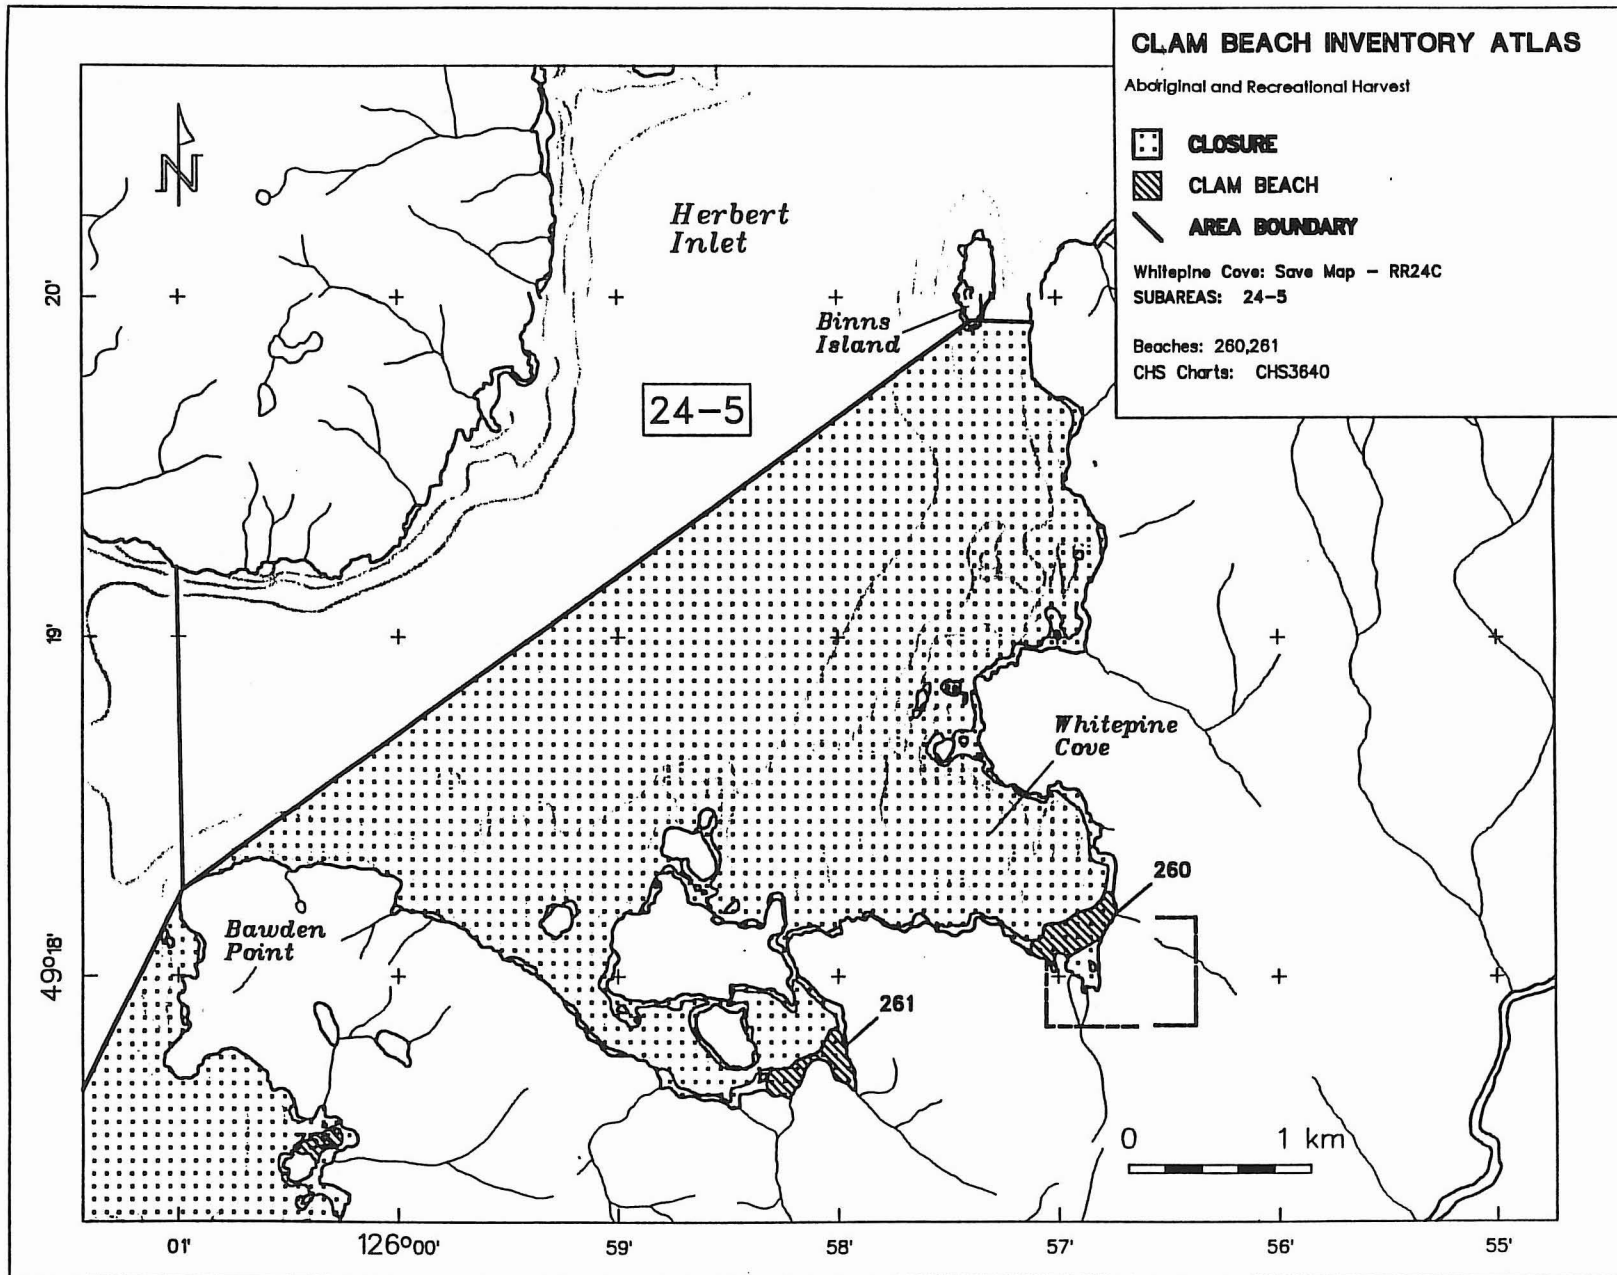 CLAM BEACH INVENTORY ATLAS
Aboriginal and Recreational Harvest
CLOSURE
CLAM BEACH
AREA BOUNDARY
Whitepine Cove: Save Map - RR24C
SUBAREAS: 24-5
Beaches: 260,261
CHS Charts: CHS3640
N
Herbert
Inlet
20'
Binns
Island
24-5
19'
Whitepine
Cove
260
Bawden
Point
49°18'
261
0 1 km
01' 126°00' 59' 58' 57' 56' 55'